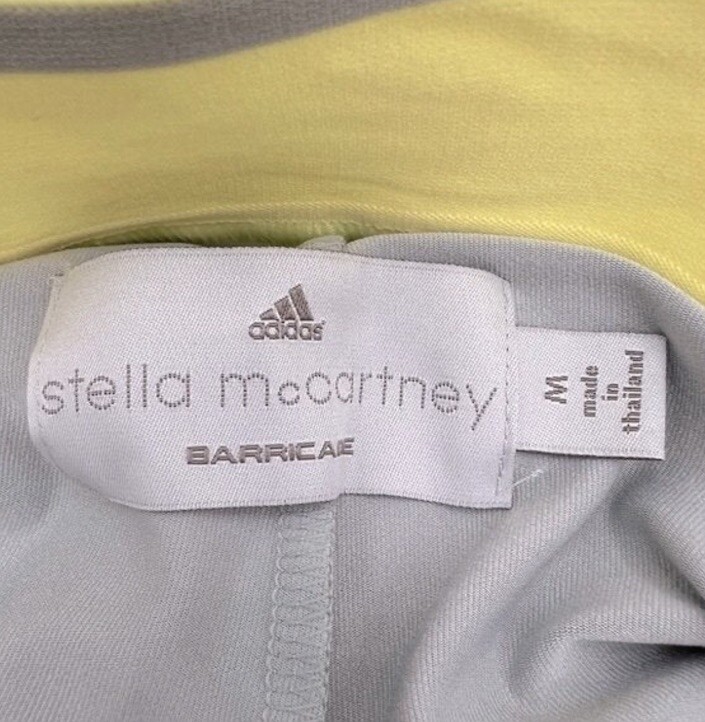 adidas
stella mccartney
BARRICADE
M
made
in
thailand